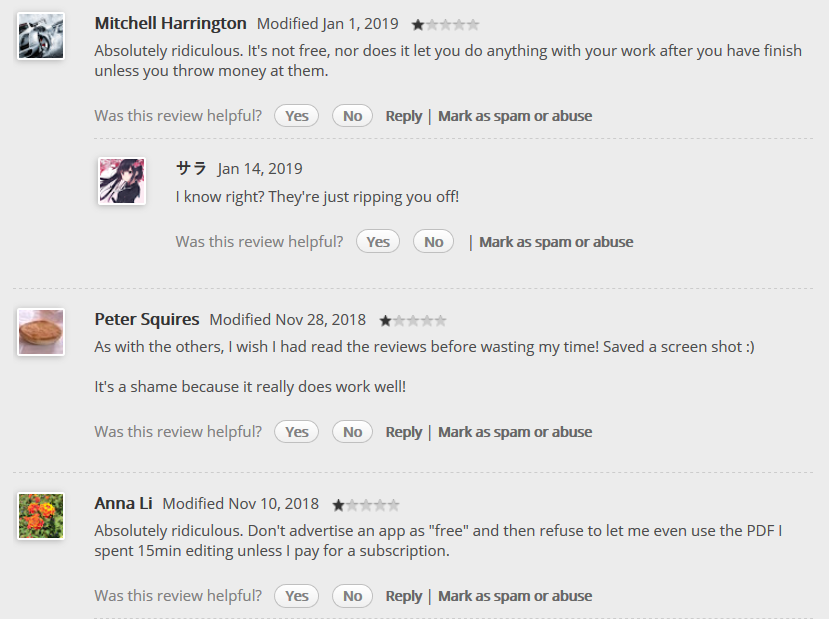 Mitchell Harrington Modified Jan 1, 2019
Absolutely ridiculous. It's not free, nor does it let you do anything with your work after you have finish
unless you throw money at them.
Was this review helpful? Yes No Reply | Mark as spam or abuse
サラ Jan 14, 2019
I know right? They're just ripping you off!
Was this review helpful? Yes No | Mark as spam or abuse
Peter Squires Modified Nov 28, 2018
As with the others, I wish I had read the reviews before wasting my time! Saved a screen shot :)
It's a shame because it really does work well!
Was this review helpful? Yes No Reply | Mark as spam or abuse
Anna Li Modified Nov 10, 2018
Absolutely ridiculous. Don't advertise an app as "free" and then refuse to let me even use the PDF I
spent 15min editing unless I pay for a subscription.
Was this review helpful? Yes No Reply | Mark as spam or abuse